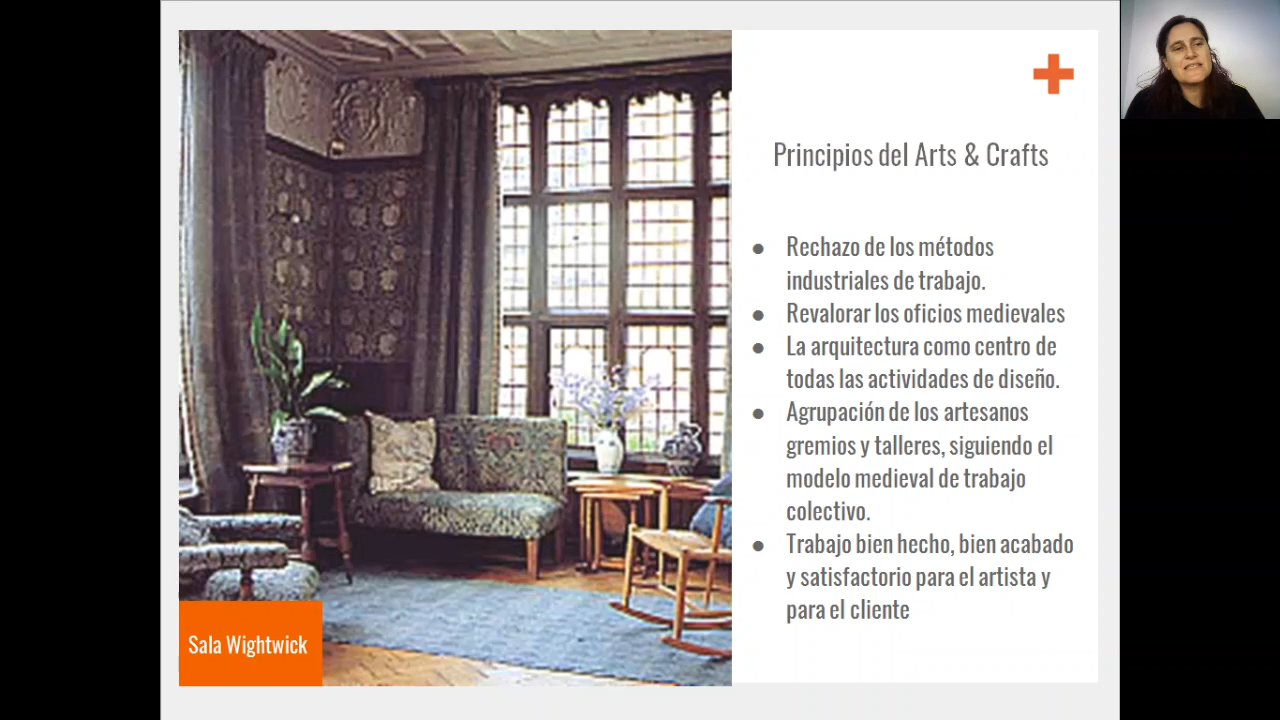 Principios del Arts & Crafts
● Rechazo de los métodos
industriales de trabajo.
● Revalorar los oficios medievales
● La arquitectura como centro de
todas las actividades de diseño.
● Agrupación de los artesanos
gremios y talleres, siguiendo el
modelo medieval de trabajo
colectivo.
● Trabajo bien hecho, bien acabado
y satisfactorio para el artista y
para el cliente
Sala Wightwick